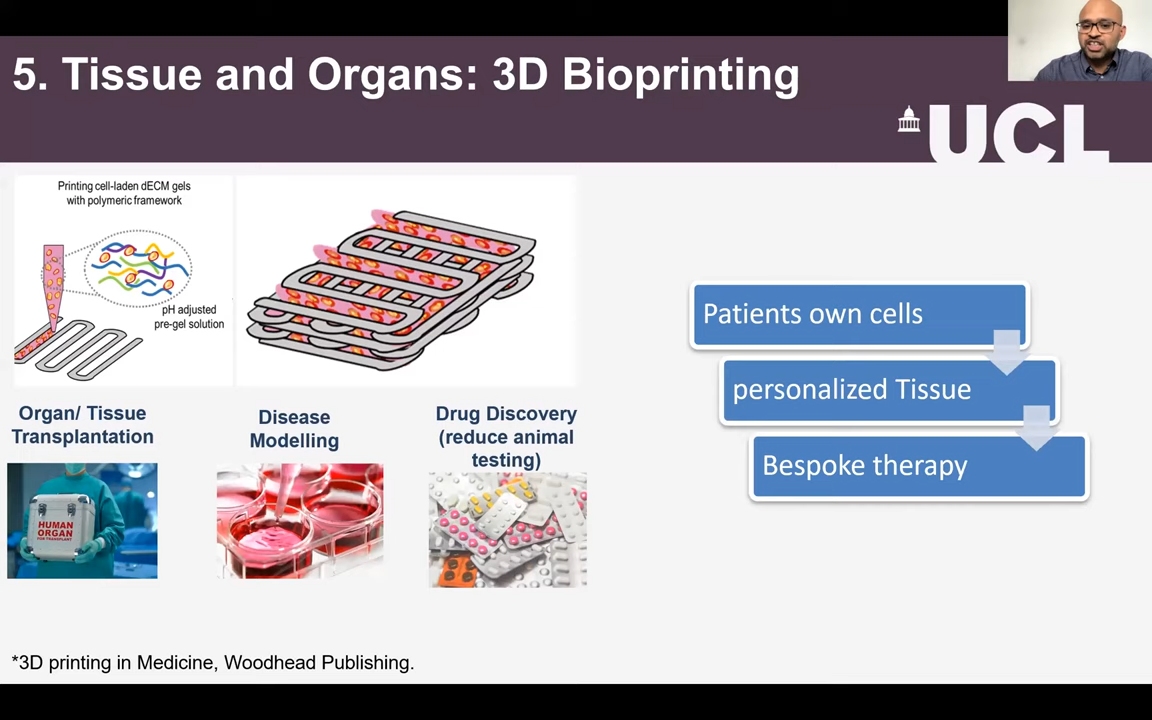 5. Tissue and Organs: 3D Bioprinting
UCL
Printing cell-laden dECM gels
with polymeric framework
pH adjusted
pre-gel solution
Organ/ Tissue
Transplantation
Disease
Modelling
Drug Discovery
(reduce animal
testing)
HUMAN
ORGAN
FOR TRANSPLANT
Patients own cells
personalized Tissue
Bespoke therapy
*3D printing in Medicine, Woodhead Publishing.